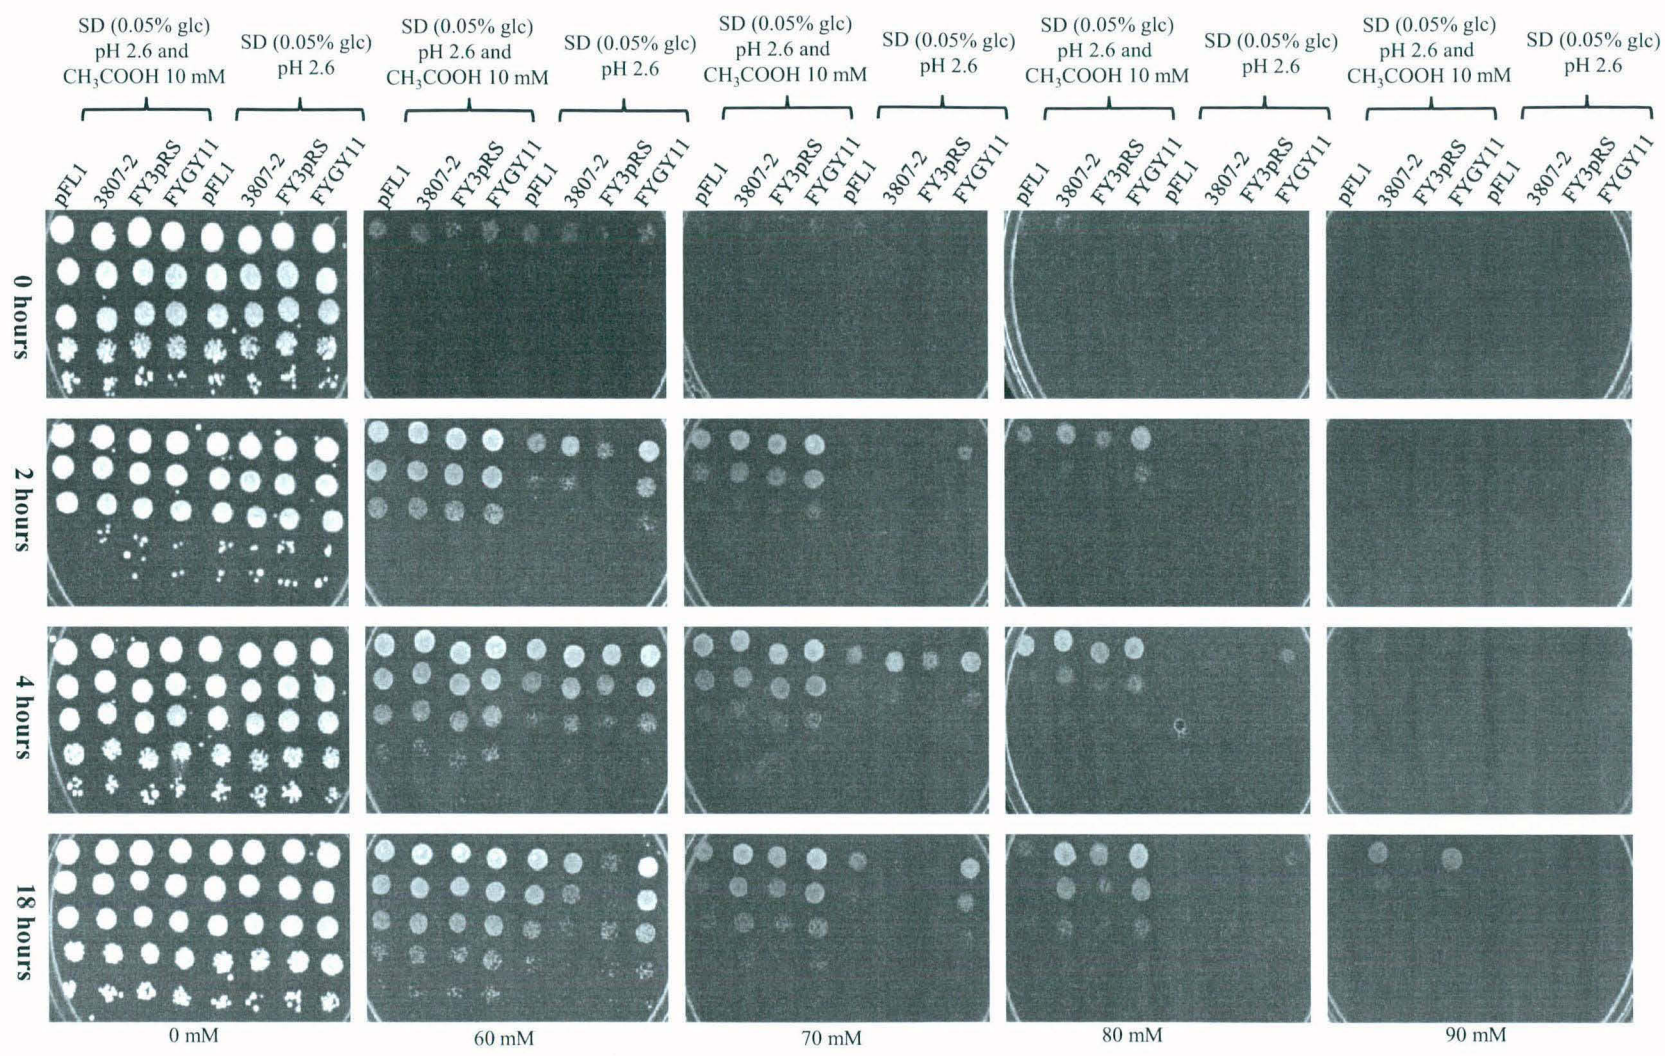 SD (0.05% glc)
pH 2.6 and
CH₃COOH 10 mM
SD (0.05% glc)
pH 2.6
SD (0.05% glc)
pH 2.6 and
CH₃COOH 10 mM
SD (0.05% glc)
pH 2.6
SD (0.05% glc)
pH 2.6 and
CH₃COOH 10 mM
SD (0.05% glc)
pH 2.6
SD (0.05% glc)
pH 2.6 and
CH₃COOH 10 mM
SD (0.05% glc)
pH 2.6
SD (0.05% glc)
pH 2.6 and
CH₃COOH 10 mM
SD (0.05% glc)
pH 2.6
pFL1
3807-2
FY3pRS
FYGY11
pFL1
3807-2
FY3pRS
FYGY11
pFL1
3807-2
FY3pRS
FYGY11
pFL1
3807-2
FY3pRS
FYGY11
pFL1
3807-2
FY3pRS
FYGY11
pFL1
3807-2
FY3pRS
FYGY11
pFL1
3807-2
FY3pRS
FYGY11
pFL1
3807-2
FY3pRS
FYGY11
pFL1
3807-2
FY3pRS
FYGY11
pFL1
3807-2
FY3pRS
FYGY11
0 hours
2 hours
4 hours
18 hours
0 mM
60 mM
70 mM
80 mM
90 mM